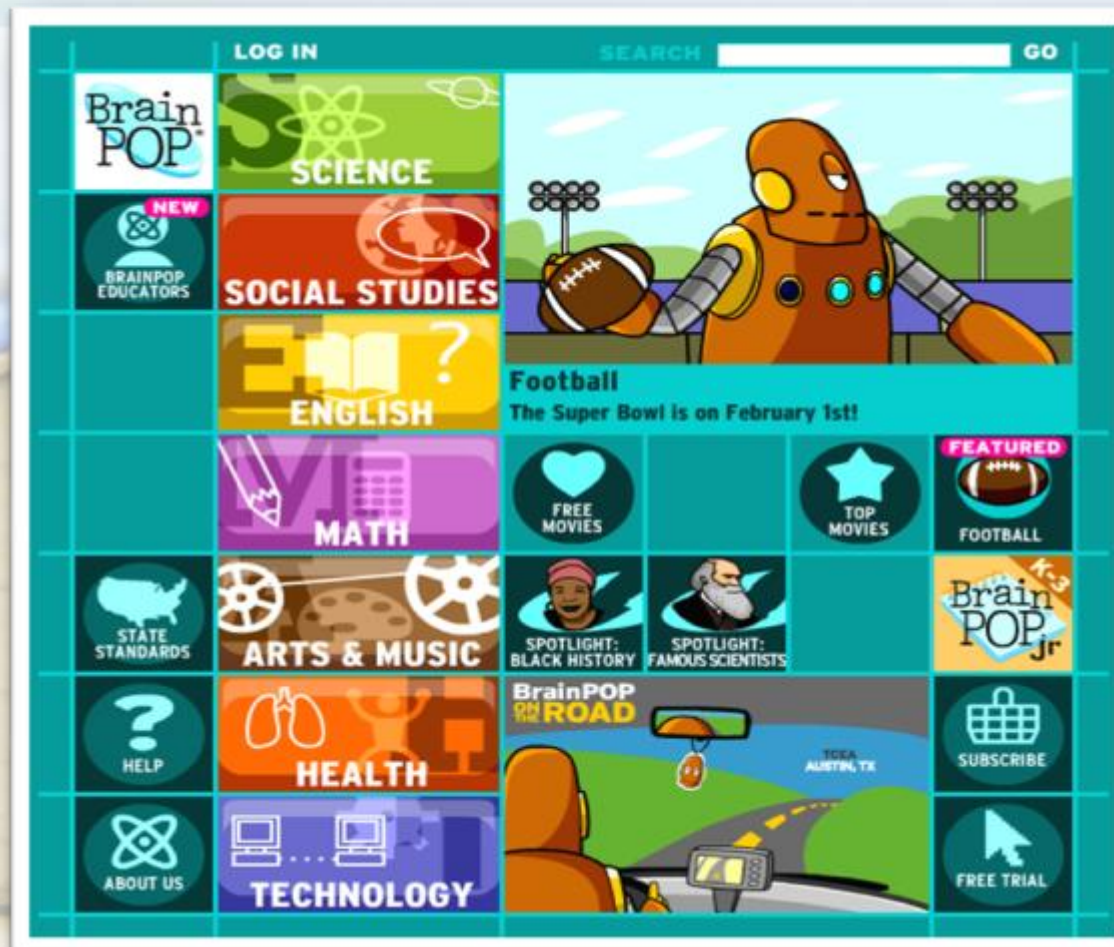 LOG IN
SEARCH
GO
Brain
POP
SCIENCE
NEW
BRAINPOP
EDUCATORS
SOCIAL STUDIES
ENGLISH
?
Football
The Super Bowl is on February 1st!
MATH
FREE
MOVIES
TOP
MOVIES
FEATURED
FOOTBALL
STATE
STANDARDS
ARTS & MUSIC
SPOTLIGHT:
BLACK HISTORY
SPOTLIGHT:
FAMOUS SCIENTISTS
K-3
Brain
POP
jr
?
HELP
HEALTH
BrainPOP
ON THE ROAD
TCEA
AUSTIN, TX
SUBSCRIBE
ABOUT US
TECHNOLOGY
FREE TRIAL